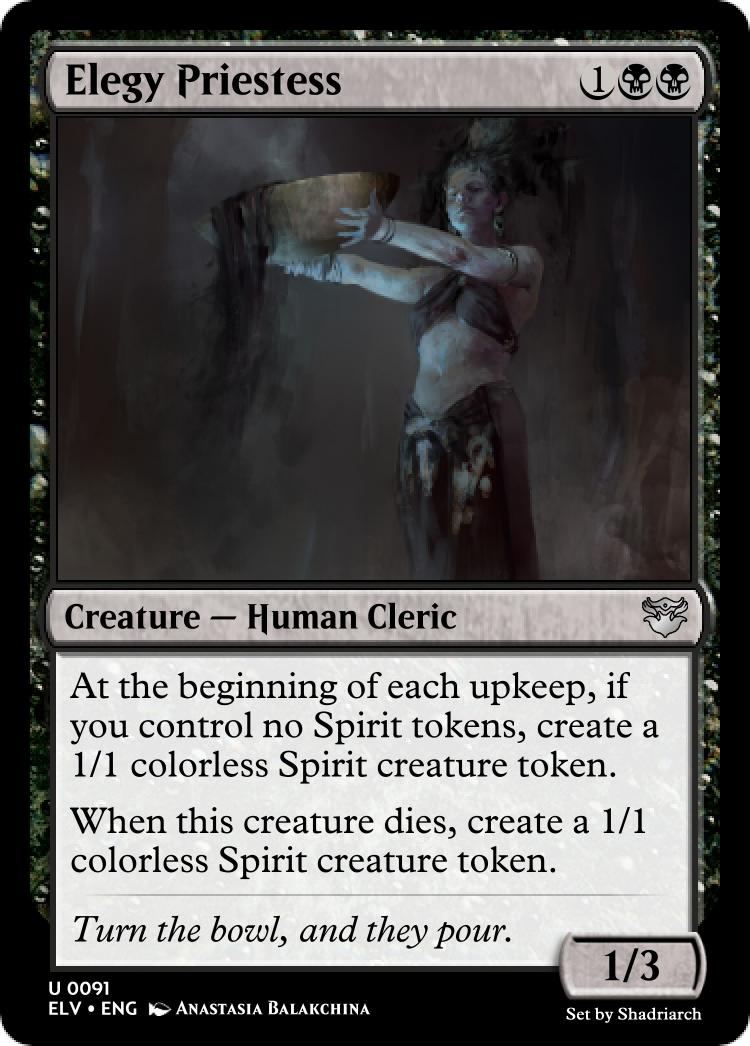 Elegy Priestess 1
Creature — Human Cleric
At the beginning of each upkeep, if
you control no Spirit tokens, create a
1/1 colorless Spirit creature token.
When this creature dies, create a 1/1
colorless Spirit creature token.
Turn the bowl, and they pour.
1/3
U 0091
ELV • ENG ANASTASIA BALAKCHINA
Set by Shadriarch